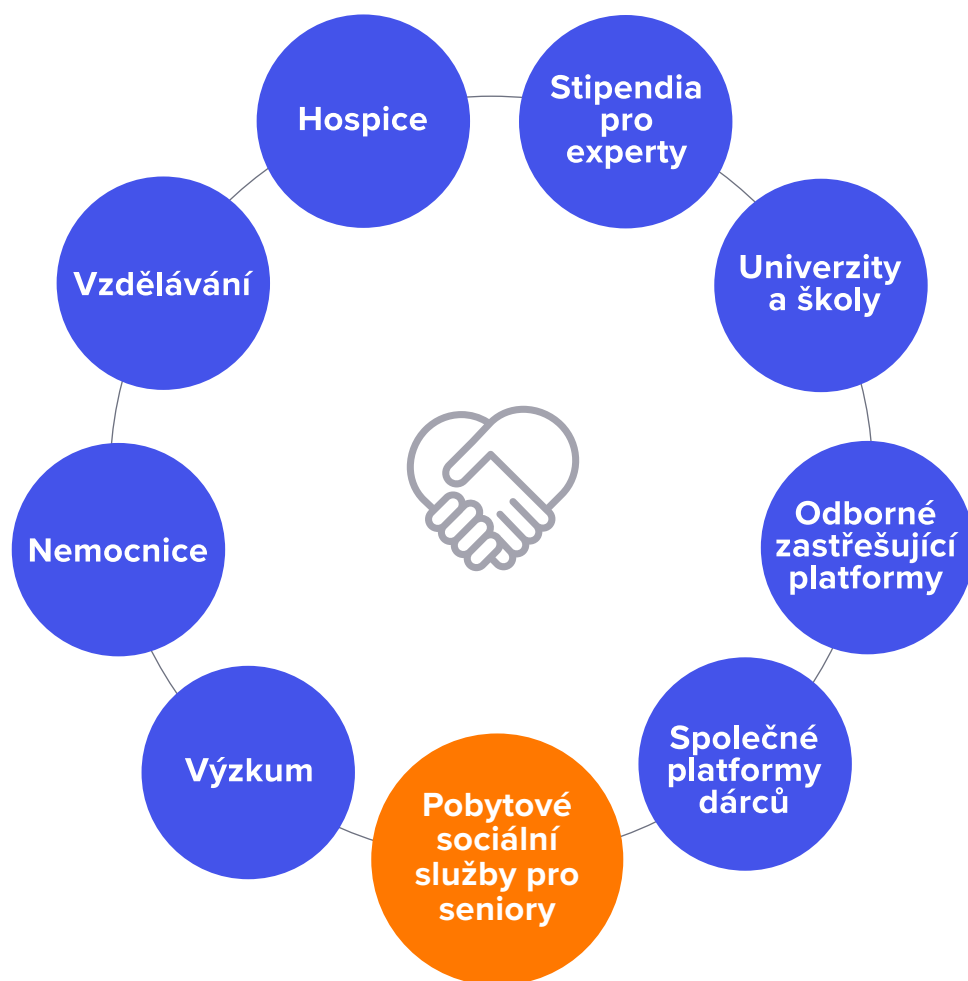 Hospice
Stipendia
pro
experty
Univerzity
a školy
Odborné
zastřešující
platformy
Společné
platformy
dárců
Pobytové
sociální
služby pro
seniory
Výzkum
Nemocnice
Vzdělávání